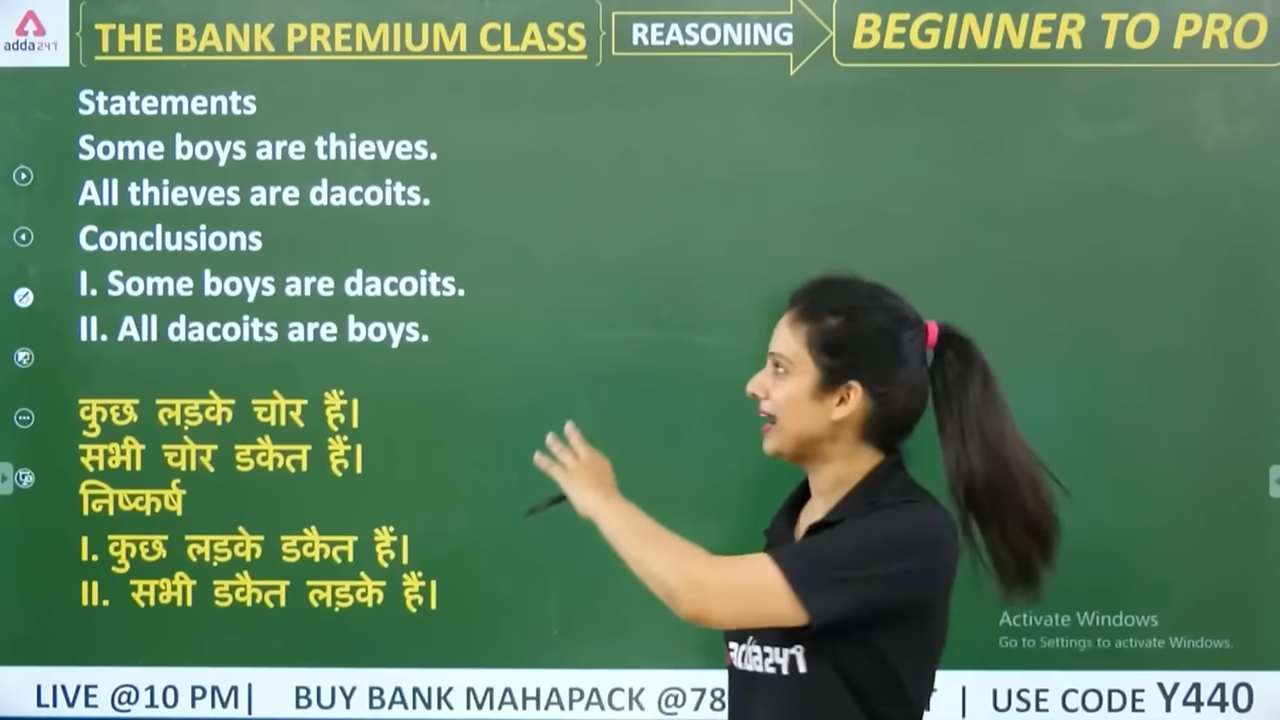 adda247
THE BANK PREMIUM CLASS
REASONING
BEGINNER TO PRO
Statements
Some boys are thieves.
All thieves are dacoits.
Conclusions
I. Some boys are dacoits.
II. All dacoits are boys.
कुछ लड़के चोर हैं।
सभी चोर डकैत हैं।
निष्कर्ष
I. कुछ लड़के डकैत हैं।
II. सभी डकैत लड़के हैं।
Activate Windows
Go to Settings to activate Windows.
adda247
LIVE @10 PM| BUY BANK MAHAPACK @78 | USE CODE Y440